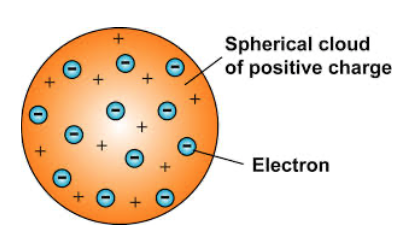 Spherical cloud
of positive charge
Electron